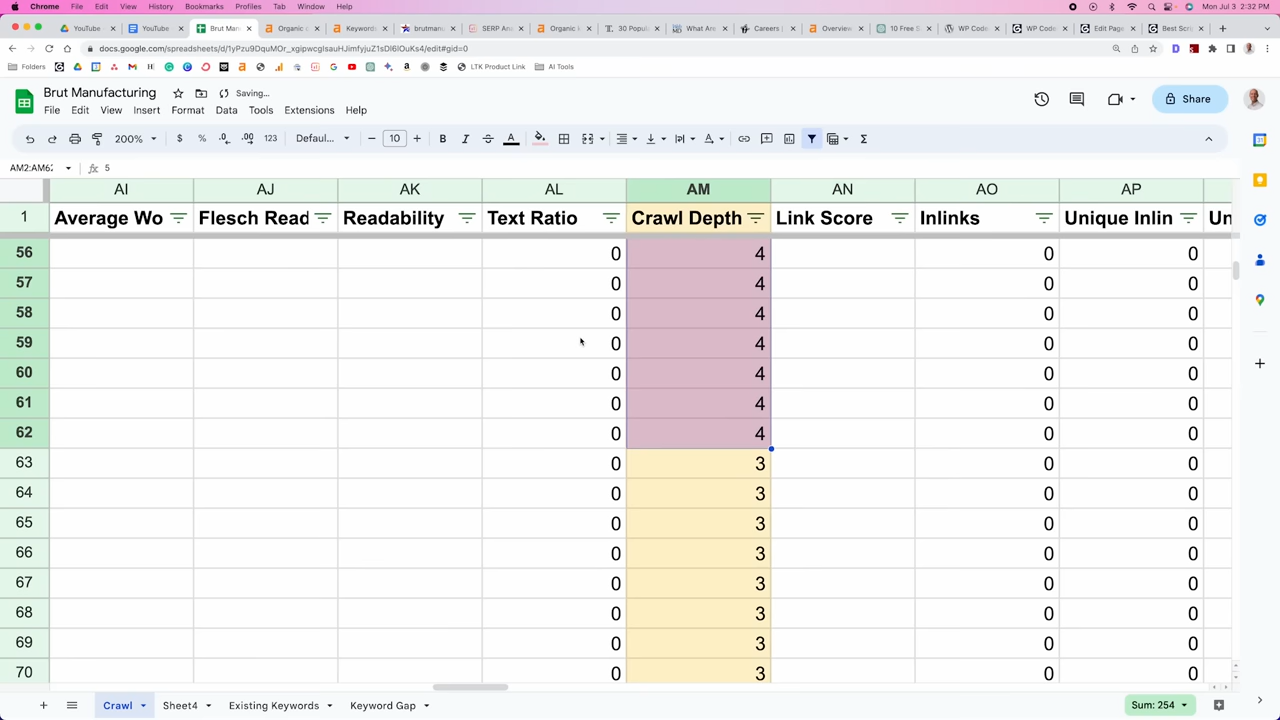 Chrome File Edit View History Bookmarks Profiles Tab Window Help Mon Jul 3 2:32 PM
YouTube YouTube Brut Man Organic Keywords brutman SERP An Organic 30 Popul What Are Careers | Overview 10 Free S WP Code WP Code Edit Page Best Scre
docs.google.com/spreadsheets/d/1yPzu9DquMOr_xgipwcgIsauHJimfyjuZ1sDl6lOuKs4/edit#gid=0
Folders LTK Product Link AI Tools
Brut Manufacturing Saving...
File Edit View Insert Format Data Tools Extensions Help
Share
200% $ % .0 .00 123 Defaul... 10 B I S A
AM2:AM62 fx 5
AI AJ AK AL AM AN AO AP
1 Average Wo Flesch Read Readability Text Ratio Crawl Depth Link Score Inlinks Unique Inlin Un
56 0 4 0 0
57 0 4 0 0
58 0 4 0 0
59 0 4 0 0
60 0 4 0 0
61 0 4 0 0
62 0 4 0 0
63 0 3 0 0
64 0 3 0 0
65 0 3 0 0
66 0 3 0 0
67 0 3 0 0
68 0 3 0 0
69 0 3 0 0
70 0 3 0 0
Crawl Sheet4 Existing Keywords Keyword Gap Sum: 254